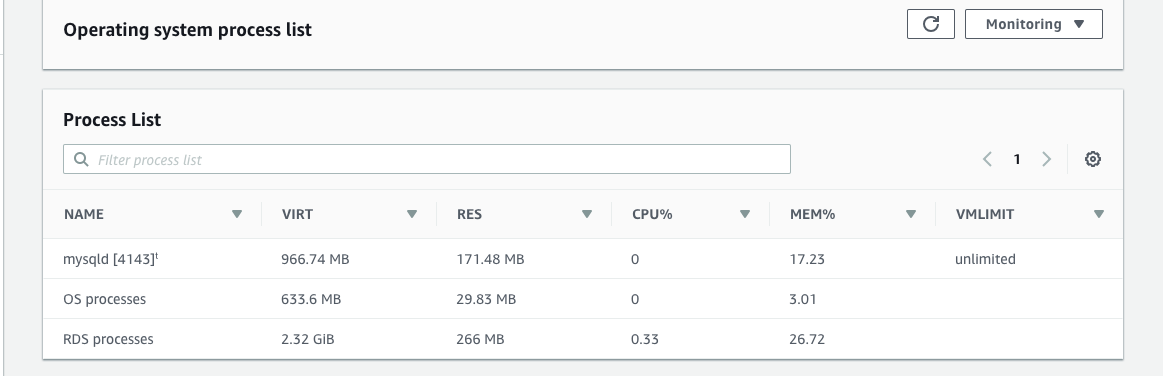 Operating system process list
Monitoring
Process List
Filter process list
1
NAME VIRT RES CPU% MEM% VMLIMIT
mysqld [4143]ᵗ 966.74 MB 171.48 MB 0 17.23 unlimited
OS processes 633.6 MB 29.83 MB 0 3.01
RDS processes 2.32 GiB 266 MB 0.33 26.72